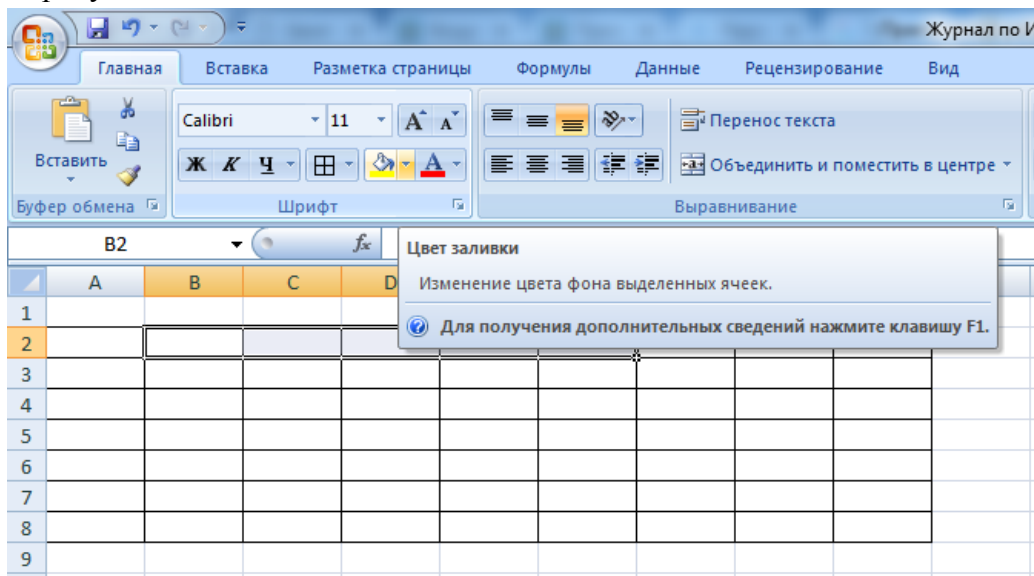 Журнал по И
Главная Вставка Разметка страницы Формулы Данные Рецензирование Вид
Calibri 11 А А Перенос текста
Вставить Ж К Ч А Объединить и поместить в центре
Буфер обмена Шрифт Выравнивание
B2 fx Цвет заливки
A B C D Изменение цвета фона выделенных ячеек.
1
Для получения дополнительных сведений нажмите клавишу F1.
2
3
4
5
6
7
8
9